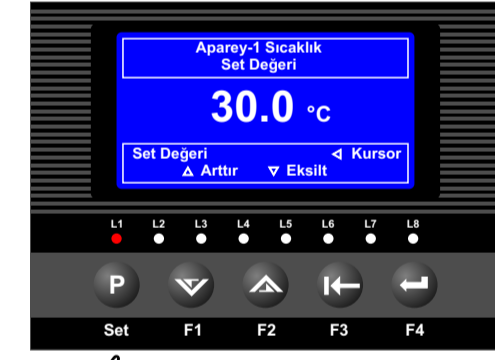 Aparey-1 Sıcaklık
Set Değeri
30.0 °C
Set Değeri Kursor
Arttır Eksilt
L1 L2 L3 L4 L5 L6 L7 L8
P
Set F1 F2 F3 F4